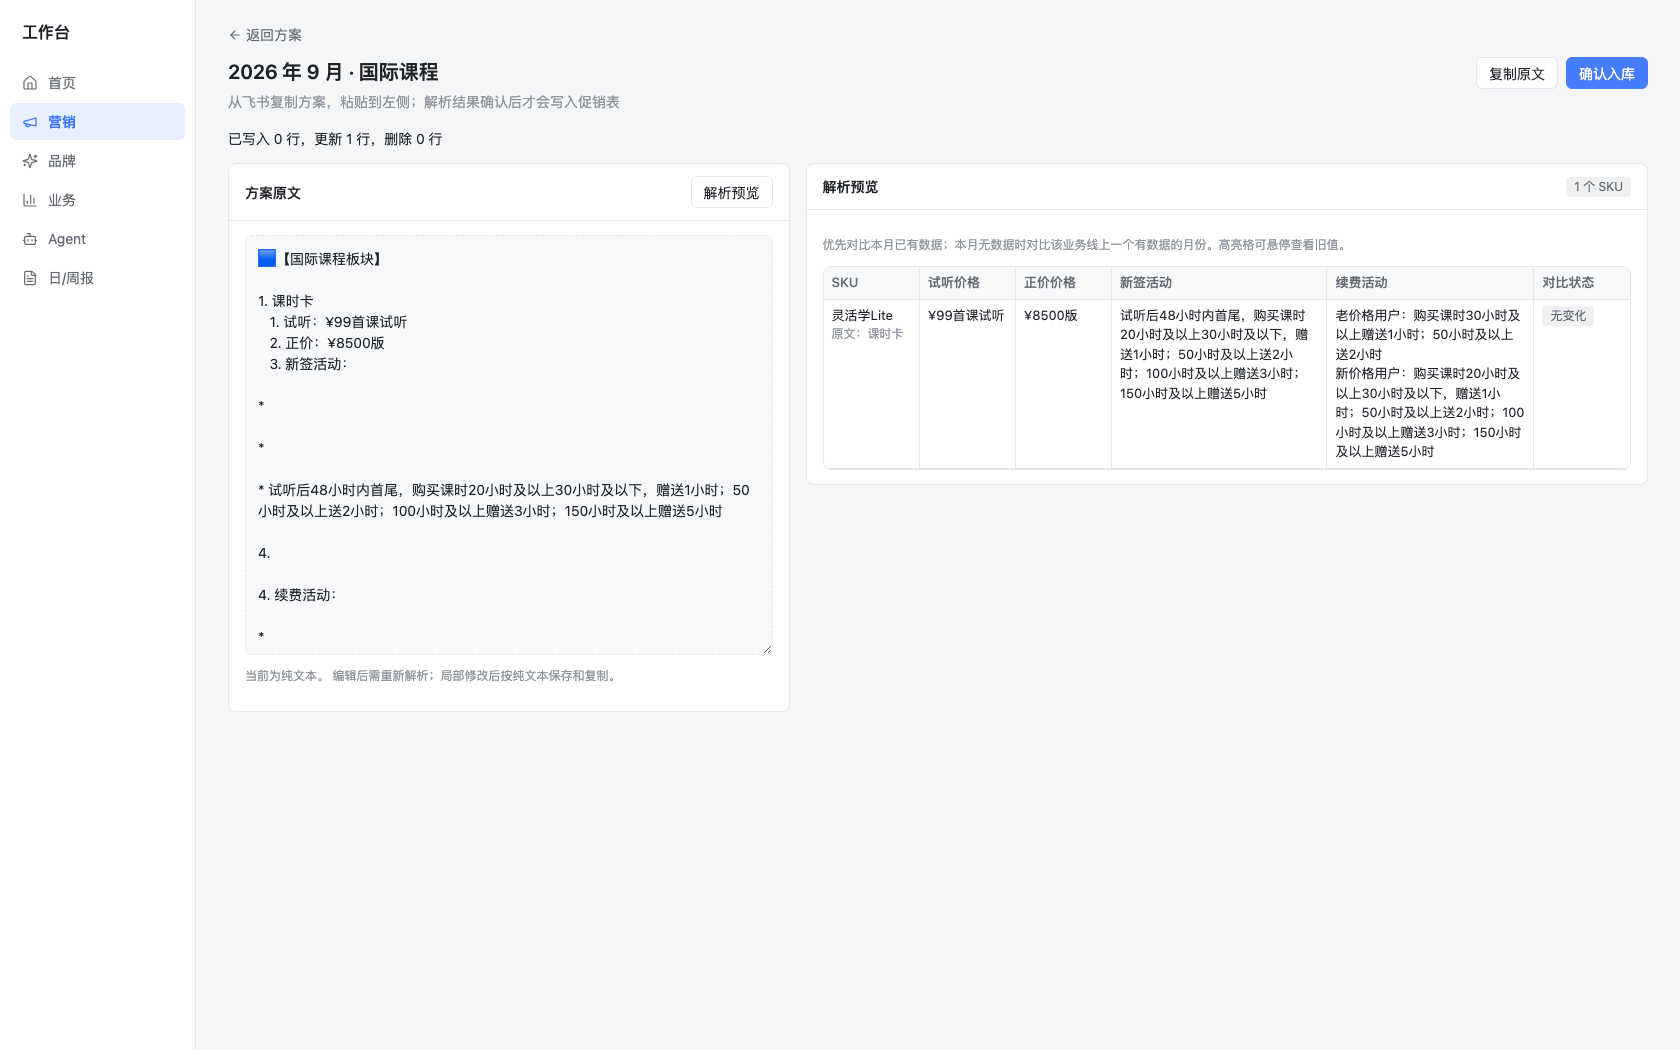 工作台
首页
营销
品牌
业务
Agent
日/周报
返回方案
2026 年 9 月 · 国际课程
从飞书复制方案，粘贴到左侧；解析结果确认后才会写入促销表
复制原文
确认入库
已写入 0 行，更新 1 行，删除 0 行
方案原文
解析预览
【国际课程板块】
1. 课时卡
1. 试听：¥99首课试听
2. 正价：¥8500版
3. 新签活动：
*
*
* 试听后48小时内首尾，购买课时20小时及以上30小时及以下，赠送1小时；50
小时及以上送2小时；100小时及以上赠送3小时；150小时及以上赠送5小时
4.
4. 续费活动：
*
当前为纯文本。 编辑后需重新解析；局部修改后按纯文本保存和复制。
解析预览
1 个 SKU
优先对比本月已有数据；本月无数据时对比该业务线上一个有数据的月份。高亮格可悬停查看旧值。
SKU
试听价格
正价价格
新签活动
续费活动
对比状态
灵活学Lite
原文：课时卡
¥99首课试听
¥8500版
试听后48小时内首尾，购买课时
20小时及以上30小时及以下，赠
送1小时；50小时及以上送2小
时；100小时及以上赠送3小时；
150小时及以上赠送5小时
老价格用户：购买课时30小时及
以上赠送1小时；50小时及以上
送2小时
新价格用户：购买课时20小时及
以上30小时及以下，赠送1小
时；50小时及以上送2小时；100
小时及以上赠送3小时；150小时
及以上赠送5小时
无变化